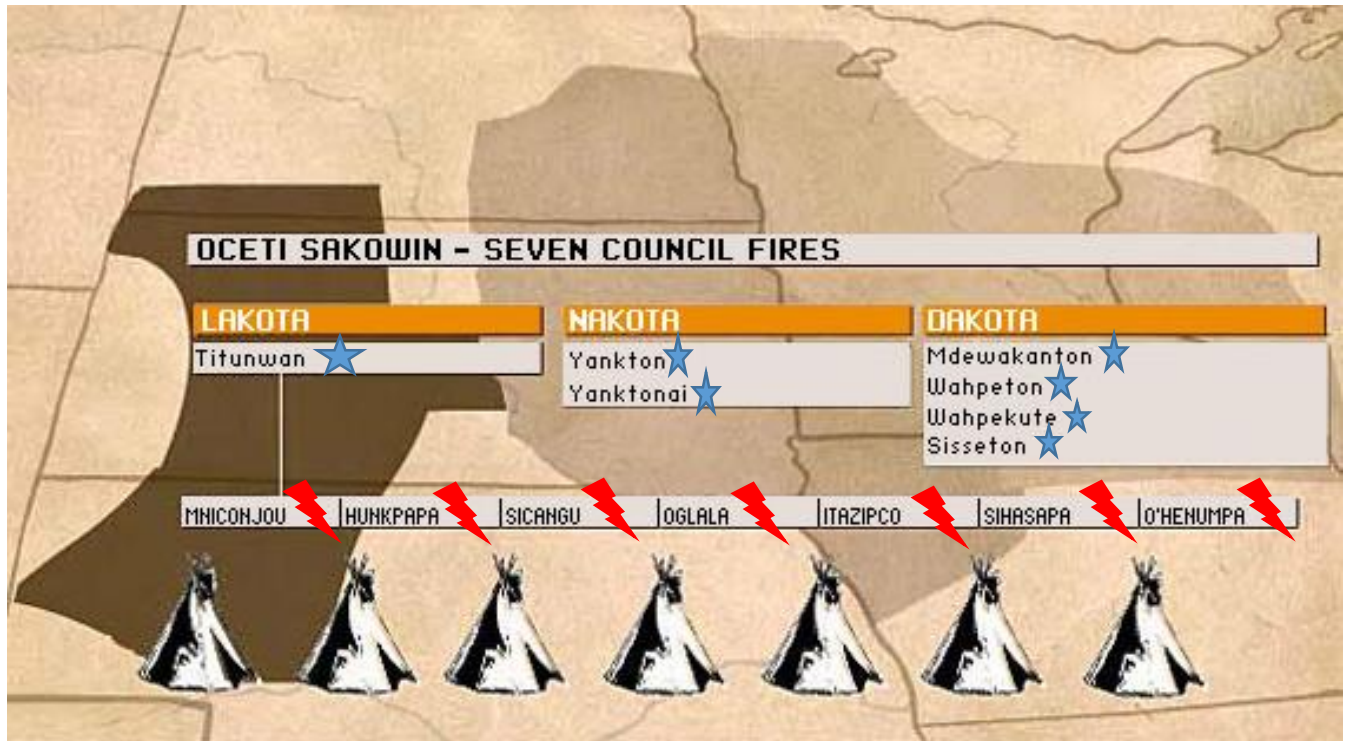 OCETI SAKOWIN - SEVEN COUNCIL FIRES
LAKOTA
Titunwan
NAKOTA
Yankton
Yanktonai
DAKOTA
Mdewakanton
Wahpeton
Wahpekute
Sisseton
MNICONJOU HUNKPAPA SICANGU OGLALA ITAZIPCO SIHASAPA O'HENUMPA